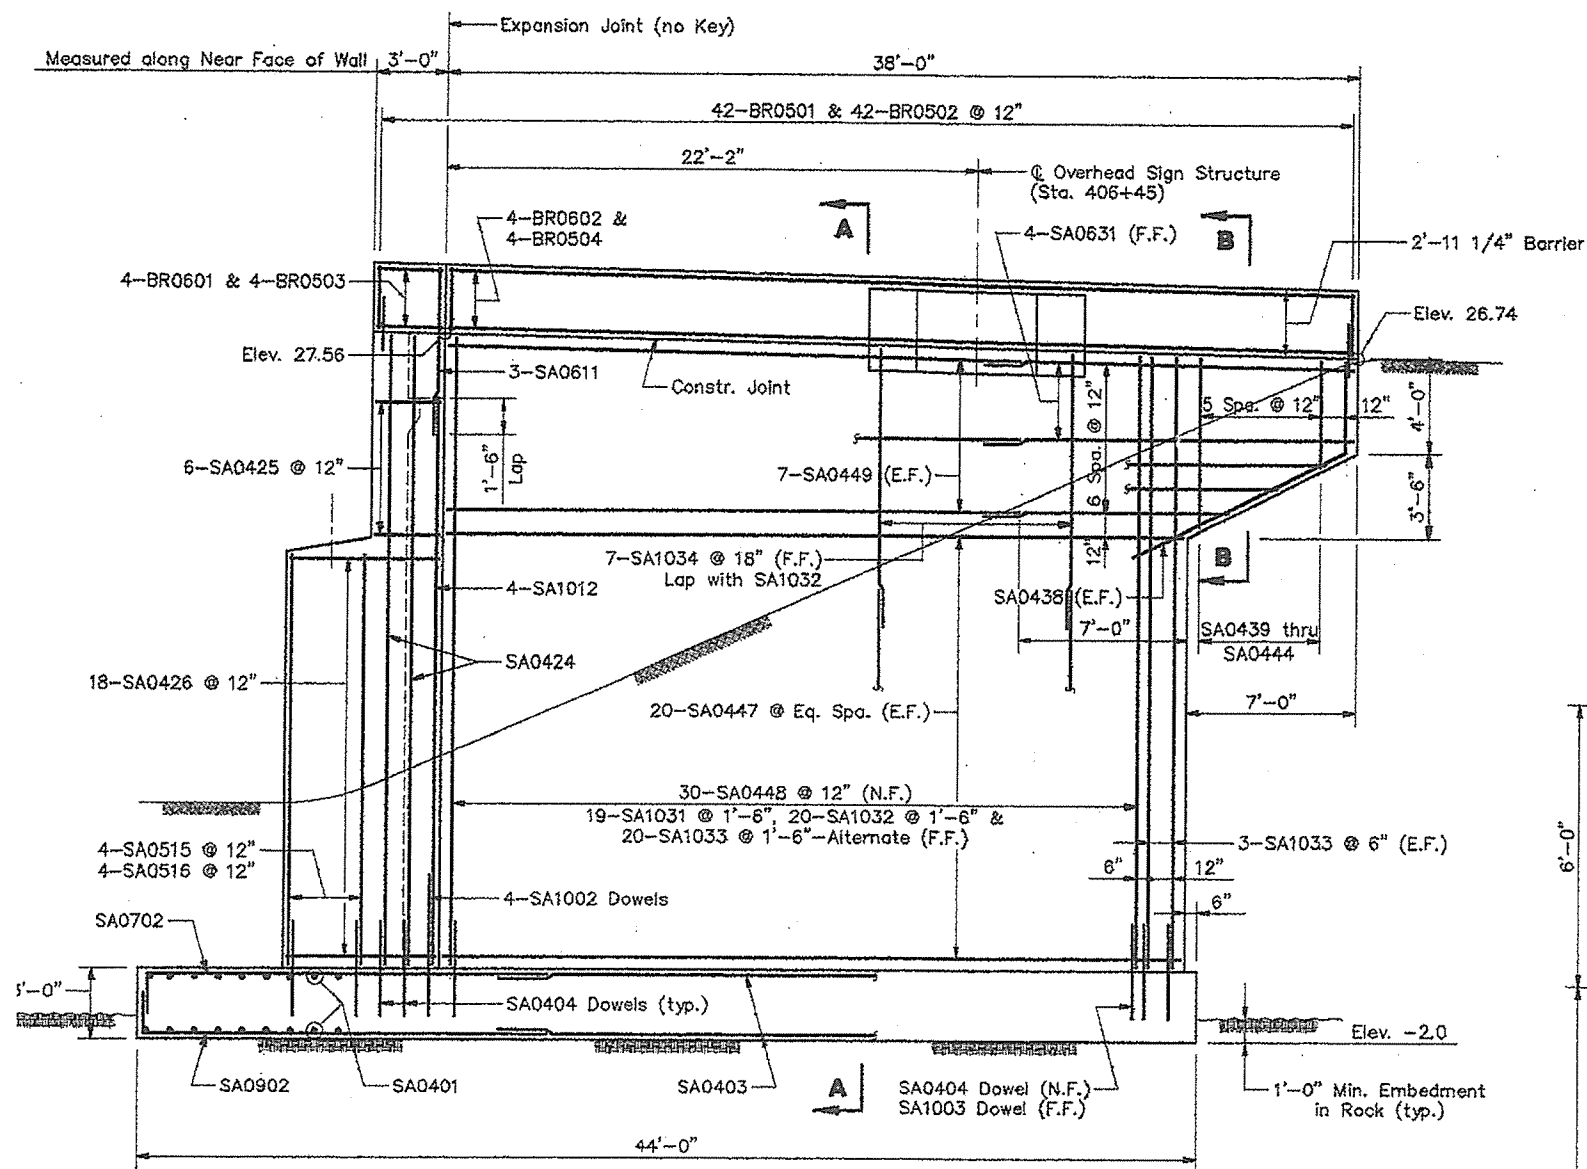 Expansion Joint (no Key)
Measured along Near Face of Wall
3'-0"
38'-0"
42-BR0501 & 42-BR0502 @ 12"
22'-2"
℄ Overhead Sign Structure
(Sta. 406+45)
A
B
4-BR0602 &
4-BR0504
4-SA0631 (F.F.)
2'-11 1/4" Barrier
4-BR0601 & 4-BR0503
Elev. 26.74
Elev. 27.56
3-SA0611
Constr. Joint
5 Spa. @ 12"
12"
4'-0"
6-SA0425 @ 12"
1'-6"
Lap
7-SA0449 (E.F.)
6 Spa. @ 12"
3'-6"
12"
7-SA1034 @ 18" (F.F.)
Lap with SA1032
B
4-SA1012
SA0438 (E.F.)
7'-0"
SA0439 thru
SA0444
SA0424
18-SA0426 @ 12"
20-SA0447 @ Eq. Spa. (E.F.)
7'-0"
30-SA0448 @ 12" (N.F.)
19-SA1031 @ 1'-6", 20-SA1032 @ 1'-6" &
20-SA1033 @ 1'-6"-Alternate (F.F.)
4-SA0515 @ 12"
4-SA0516 @ 12"
3-SA1033 @ 6" (E.F.)
6'-0"
6"
12"
4-SA1002 Dowels
6"
SA0702
'-0"
SA0404 Dowels (typ.)
Elev. -2.0
SA0902
SA0401
SA0403
A
SA0404 Dowel (N.F.)
SA1003 Dowel (F.F.)
1'-0" Min. Embedment
in Rock (typ.)
44'-0"